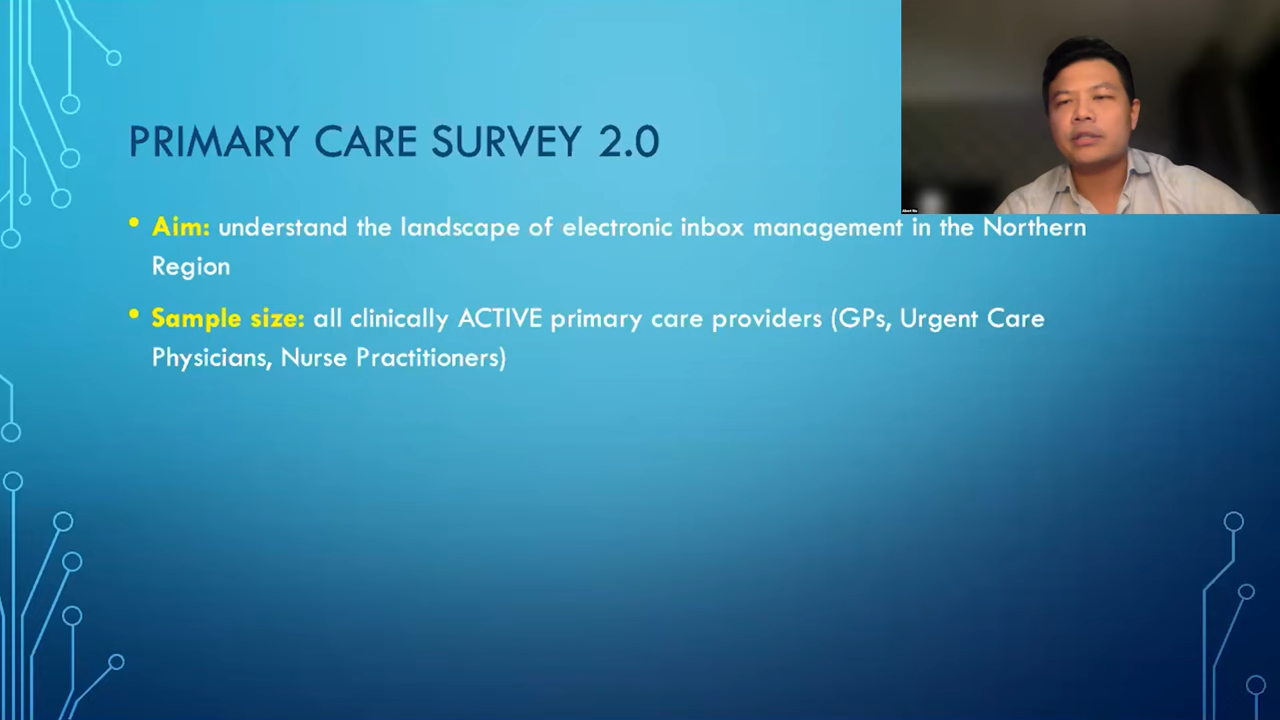 PRIMARY CARE SURVEY 2.0
• Aim: understand the landscape of electronic inbox management in the Northern
Region
• Sample size: all clinically ACTIVE primary care providers (GPs, Urgent Care
Physicians, Nurse Practitioners)